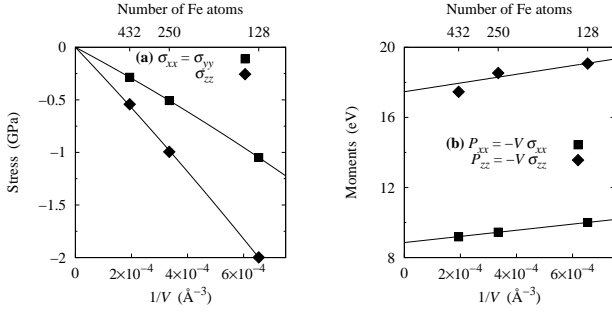 Number of Fe atoms
432 250 128
0
−0.5
−1
−1.5
−2
Stress (GPa)
(a) σxx = σyy
σzz
0 2×10⁻⁴ 4×10⁻⁴ 6×10⁻⁴
1/V (Å⁻³)
Number of Fe atoms
432 250 128
20
18
16
14
12
10
8
Moments (eV)
(b) Pxx = −V σxx
Pzz = −V σzz
0 2×10⁻⁴ 4×10⁻⁴ 6×10⁻⁴
1/V (Å⁻³)